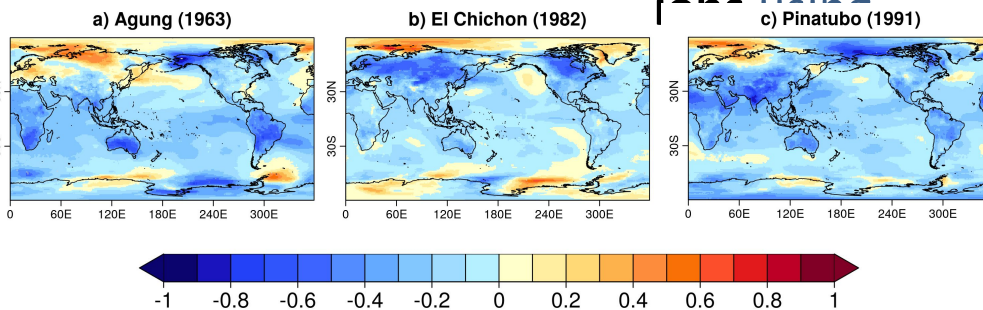 a) Agung (1963)
b) El Chichon (1982)
c) Pinatubo (1991)
30N
30S
0 60E 120E 180E 240E 300E
30N
30S
0 60E 120E 180E 240E 300E
30N
30S
0 60E 120E 180E 240E 300E
-1 -0.8 -0.6 -0.4 -0.2 0 0.2 0.4 0.6 0.8 1